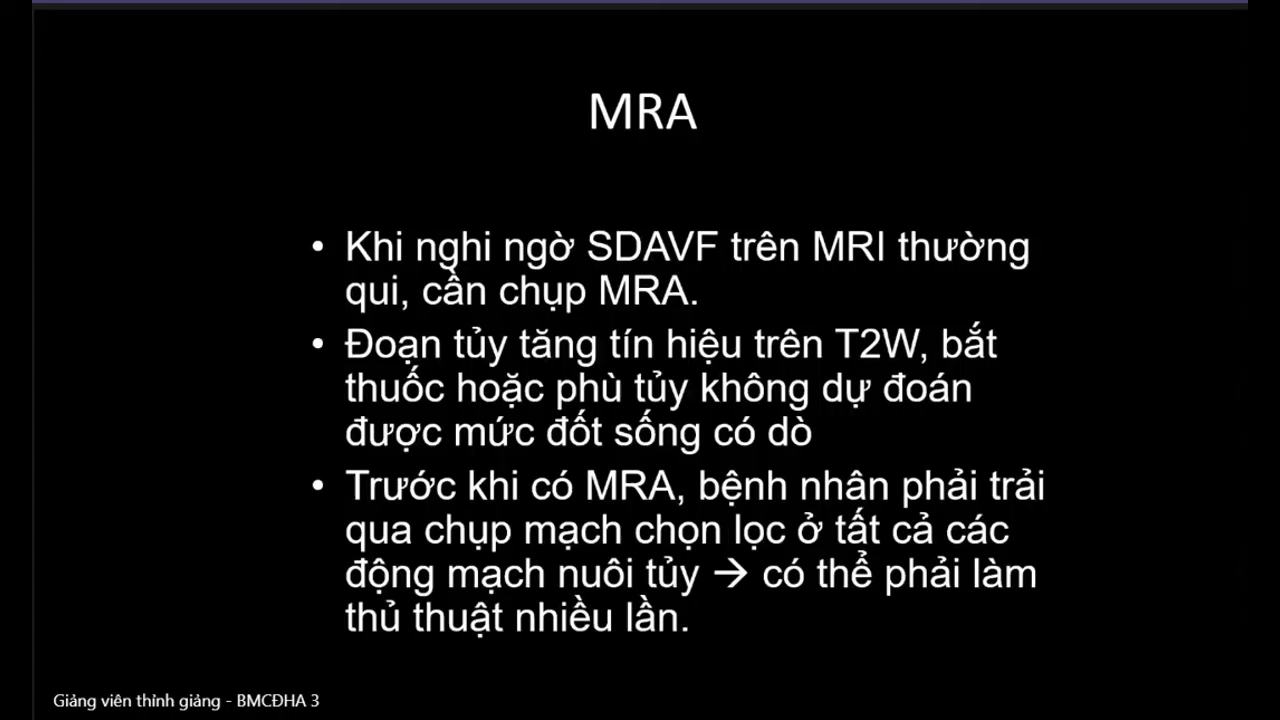 MRA
• Khi nghi ngờ SDAVF trên MRI thường
qui, cần chụp MRA.
• Đoạn tủy tăng tín hiệu trên T2W, bắt
thuốc hoặc phù tủy không dự đoán
được mức đốt sống có dò
• Trước khi có MRA, bệnh nhân phải trải
qua chụp mạch chọn lọc ở tất cả các
động mạch nuôi tủy → có thể phải làm
thủ thuật nhiều lần.
Giảng viên thỉnh giảng - BMCĐHA 3